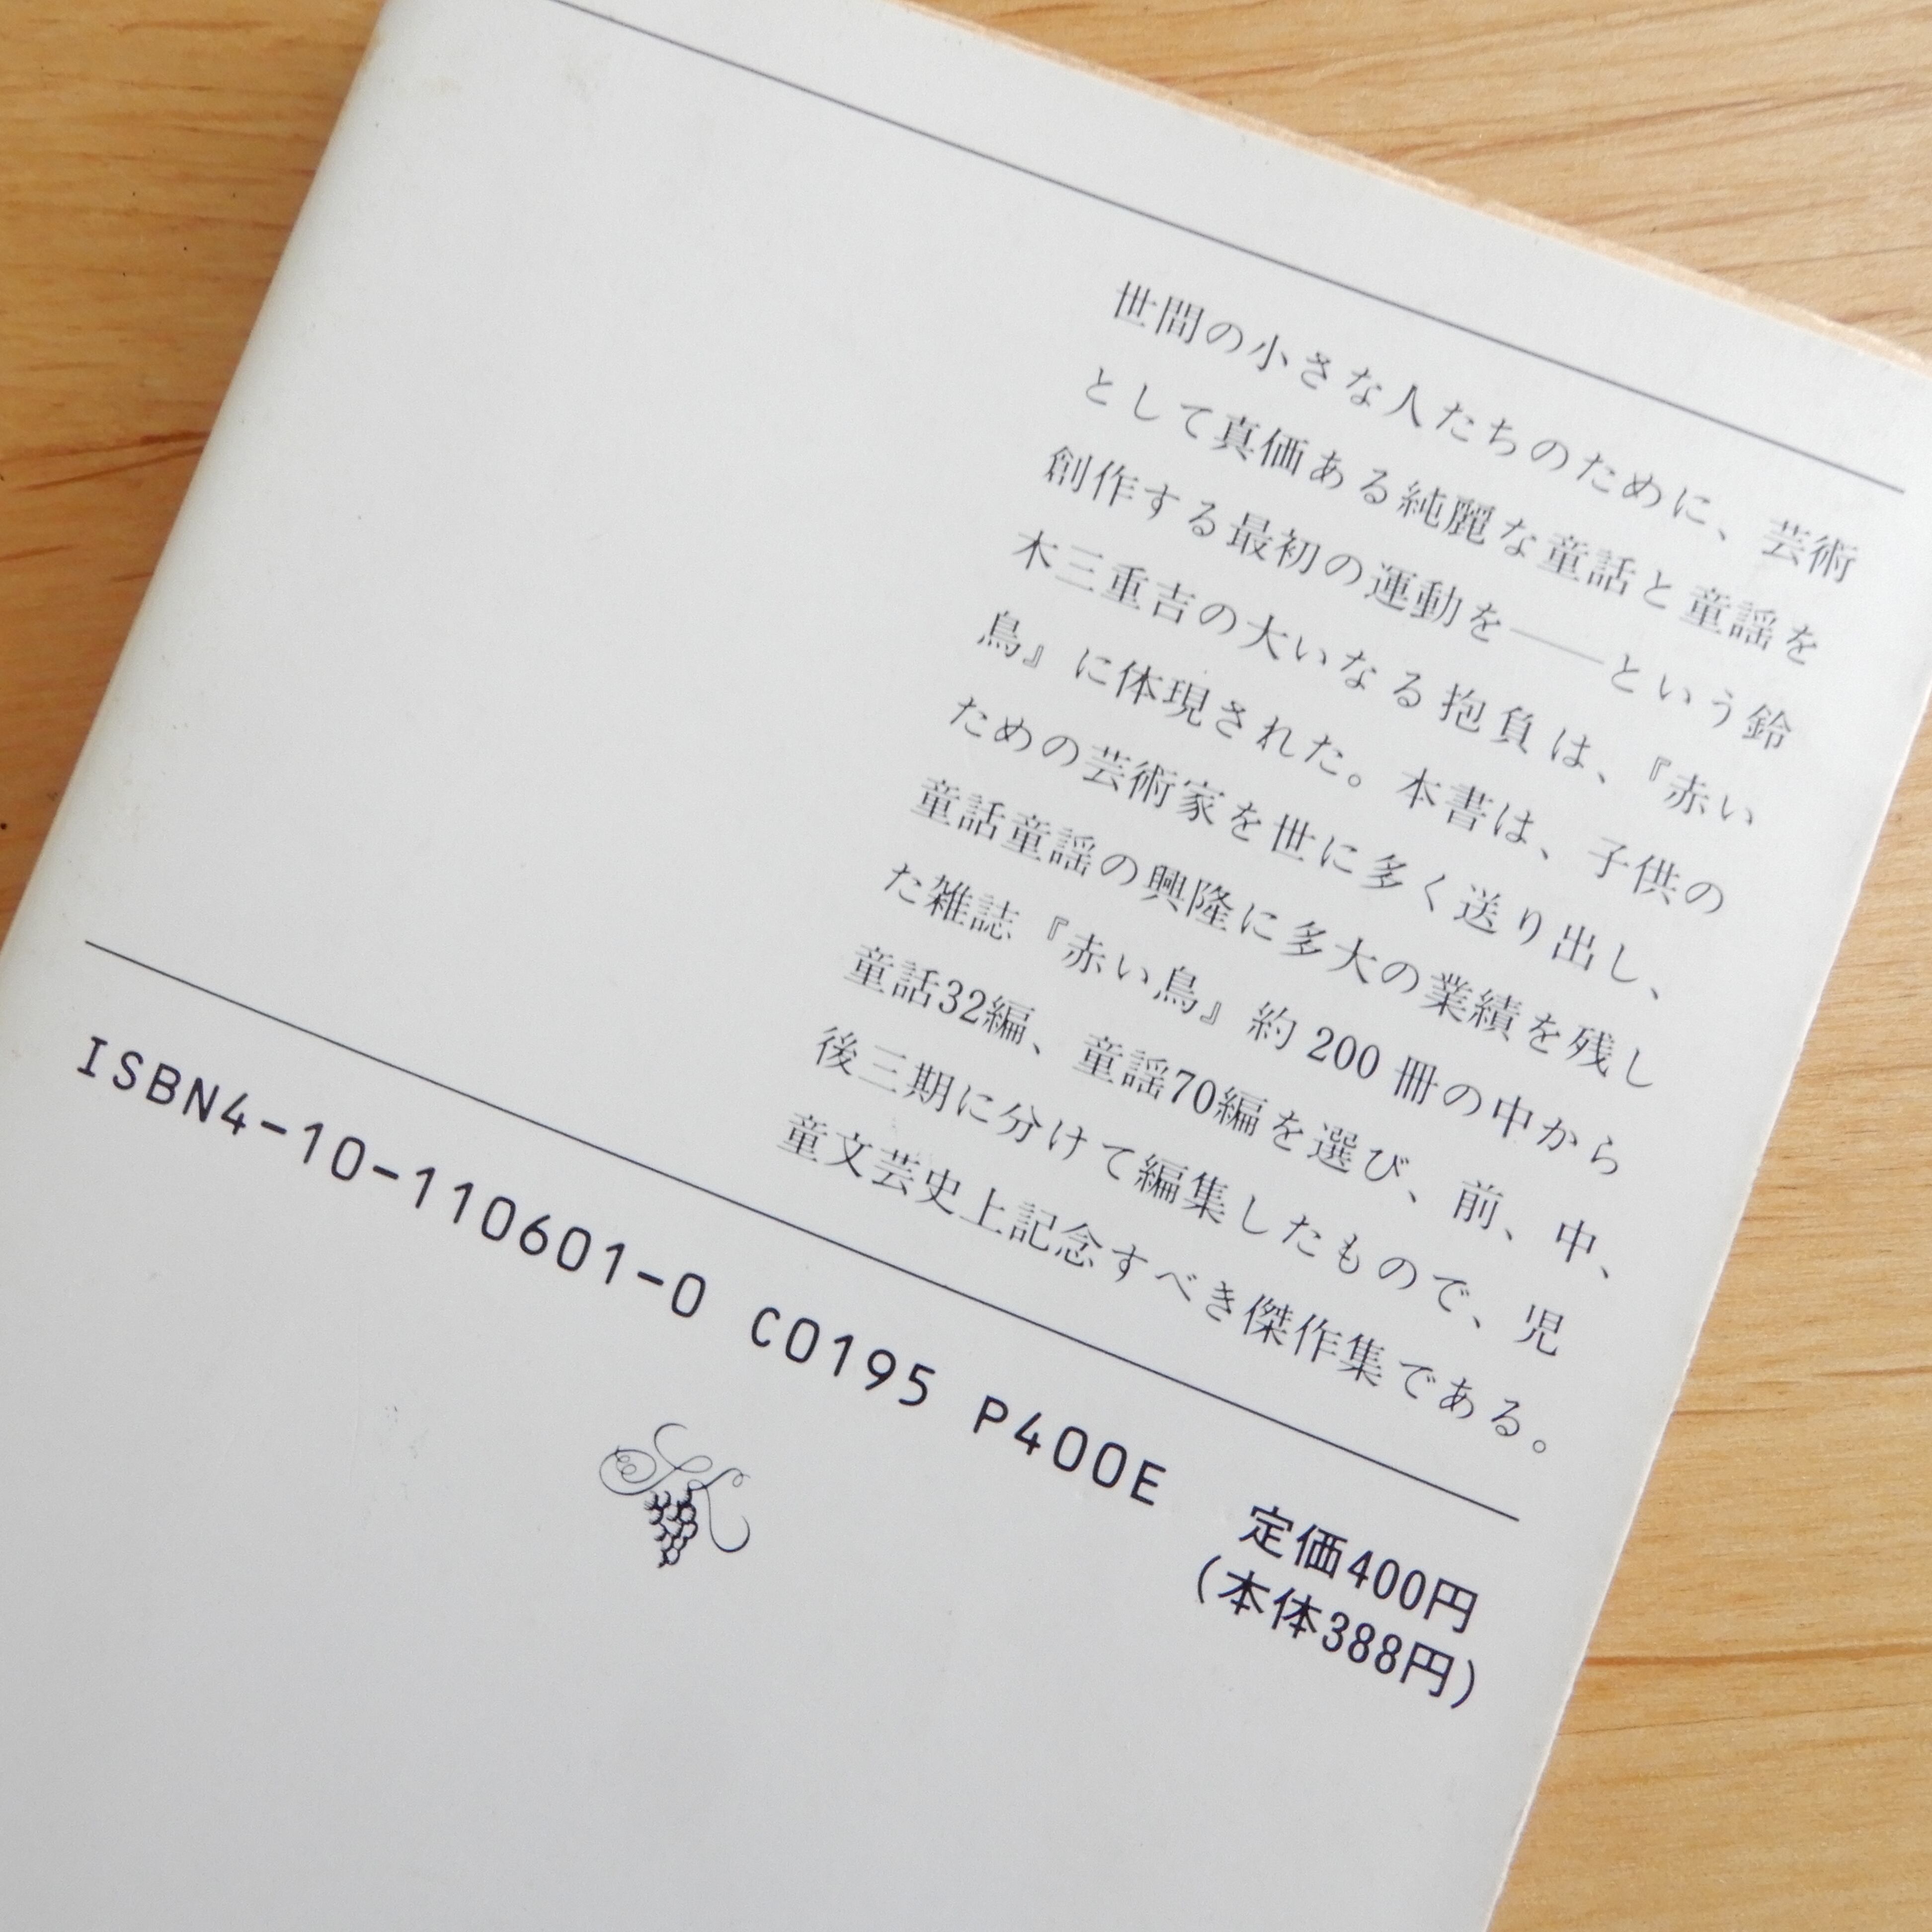 世間の小さな人たちのために、芸術
として真価ある純麗な童話と童謡を
創作する最初の運動を――という鈴
木三重吉の大いなる抱負は、『赤い
鳥』に体現された。本書は、子供の
ための芸術家を世に多く送り出し、
童話童謡の興隆に多大の業績を残し
た雑誌『赤い鳥』約200冊の中から
童話32編、童謡70編を選び、前、中、
後三期に分けて編集したもので、児
童文芸史上記念すべき傑作集である。
ISBN4-10-110601-0 C0195 P400E 定価400円
(本体388円)